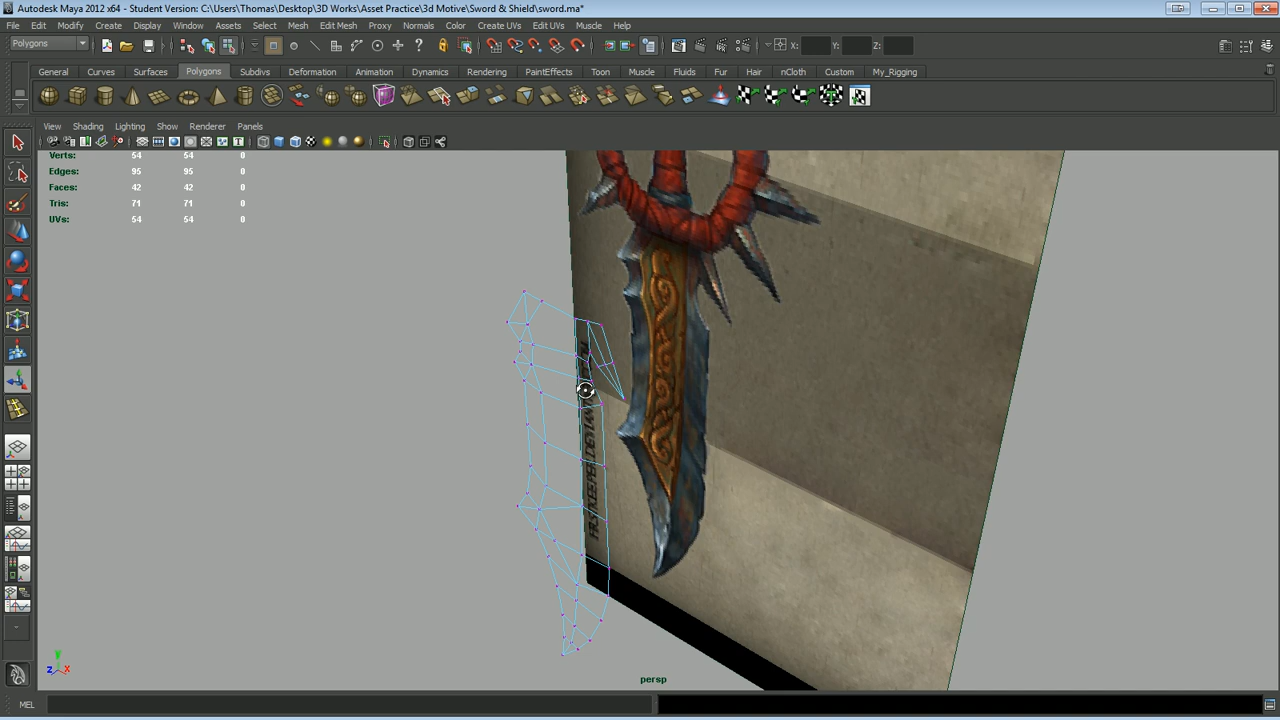 Autodesk Maya 2012 x64 - Student Version: C:\Users\Thomas\Desktop\3D Works\Asset Practice\3d Motive\Sword & Shield\sword.ma*
File Edit Modify Create Display Window Assets Select Mesh Edit Mesh Proxy Normals Color Create UVs Edit UVs Muscle Help
Polygons X: Y: Z:
General Curves Surfaces Polygons Subdivs Deformation Animation Dynamics Rendering PaintEffects Toon Muscle Fluids Fur Hair nCloth Custom My_Rigging
View Shading Lighting Show Renderer Panels
Verts: 54 54 0
Edges: 95 95 0
Faces: 42 42 0
Tris: 71 71 0
UVs: 54 54 0
y
z x
persp
MEL